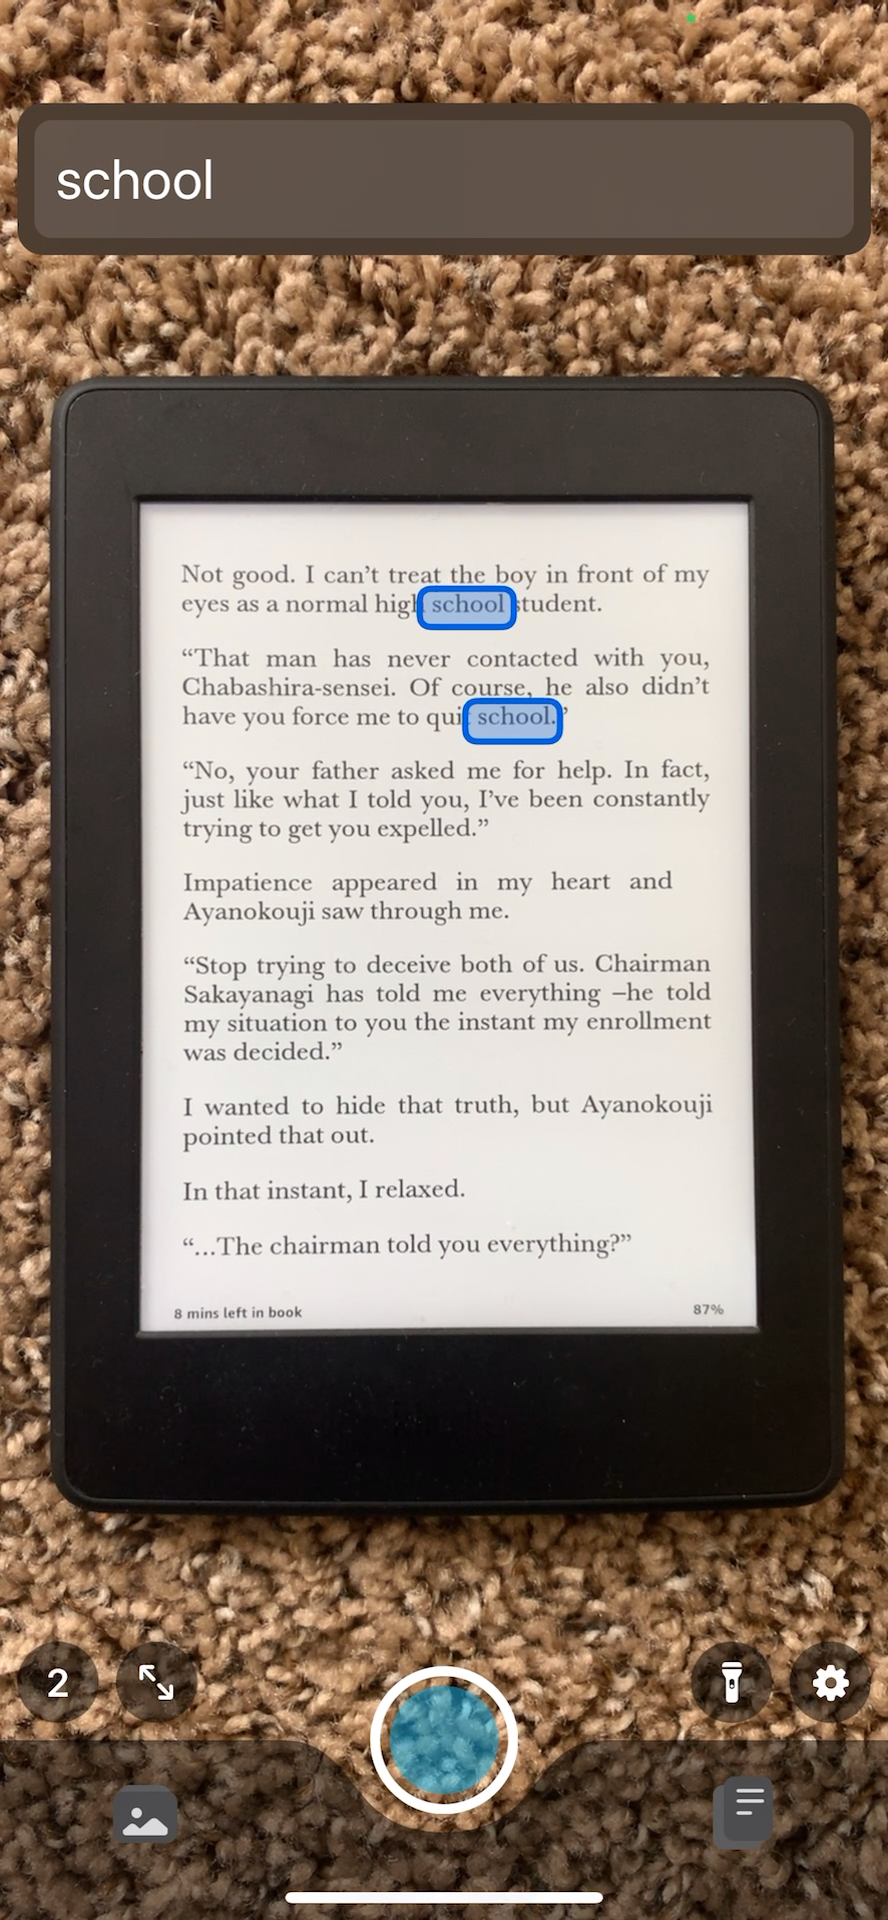 school
Not good. I can’t treat the boy in front of my
eyes as a normal high school student.
“That man has never contacted with you,
Chabashira-sensei. Of course, he also didn’t
have you force me to quit school.”
“No, your father asked me for help. In fact,
just like what I told you, I’ve been constantly
trying to get you expelled.”
Impatience appeared in my heart and
Ayanokouji saw through me.
“Stop trying to deceive both of us. Chairman
Sakayanagi has told me everything –he told
my situation to you the instant my enrollment
was decided.”
I wanted to hide that truth, but Ayanokouji
pointed that out.
In that instant, I relaxed.
“...The chairman told you everything?”
8 mins left in book
87%
2